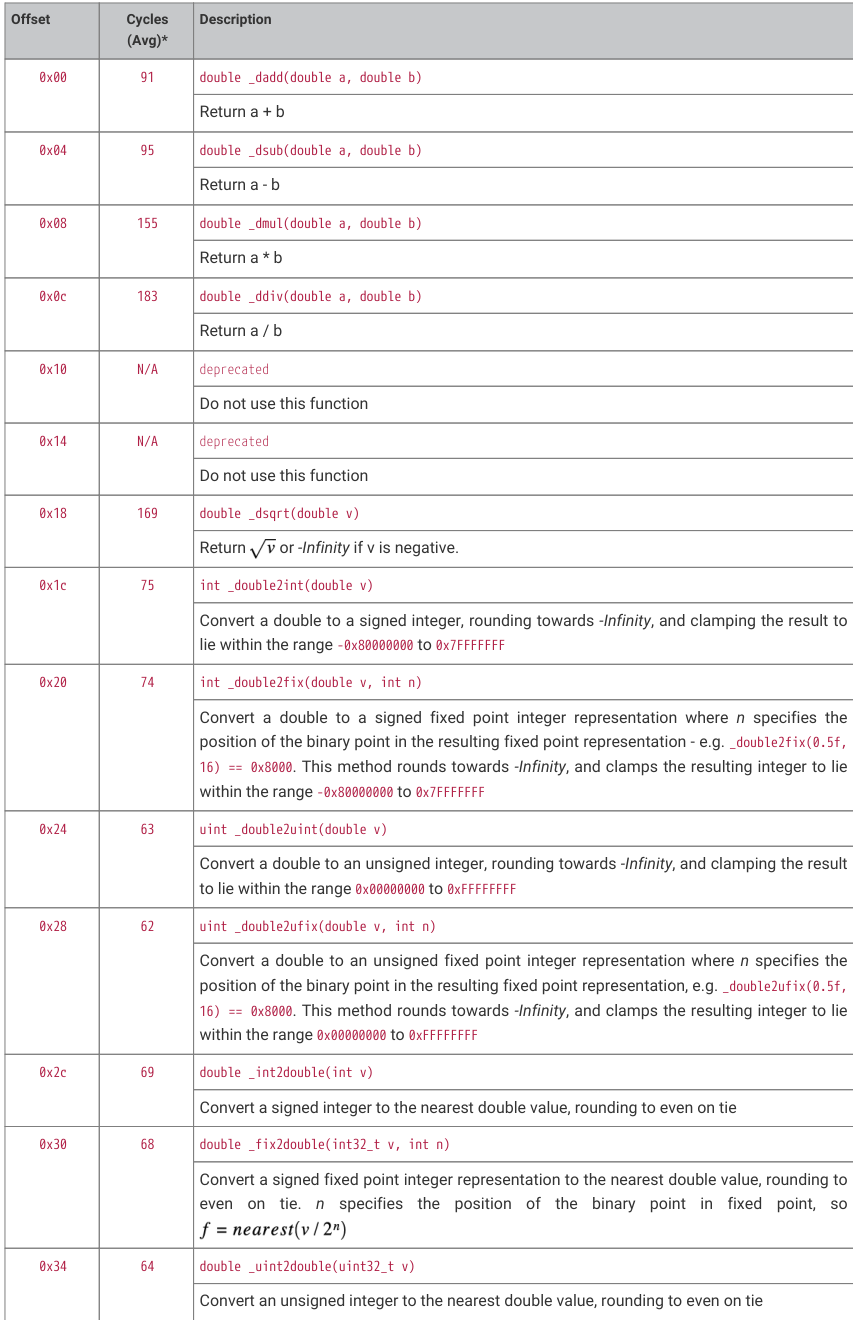 Offset Cycles (Avg)* Description
0x00 91 double _dadd(double a, double b)
Return a + b
0x04 95 double _dsub(double a, double b)
Return a - b
0x08 155 double _dmul(double a, double b)
Return a * b
0x0c 183 double _ddiv(double a, double b)
Return a / b
0x10 N/A deprecated
Do not use this function
0x14 N/A deprecated
Do not use this function
0x18 169 double _dsqrt(double v)
Return √v or -Infinity if v is negative.
0x1c 75 int _double2int(double v)
Convert a double to a signed integer, rounding towards -Infinity, and clamping the result to
lie within the range -0x80000000 to 0x7FFFFFFF
0x20 74 int _double2fix(double v, int n)
Convert a double to a signed fixed point integer representation where n specifies the
position of the binary point in the resulting fixed point representation - e.g. _double2fix(0.5f,
16) == 0x8000. This method rounds towards -Infinity, and clamps the resulting integer to lie
within the range -0x80000000 to 0x7FFFFFFF
0x24 63 uint _double2uint(double v)
Convert a double to an unsigned integer, rounding towards -Infinity, and clamping the result
to lie within the range 0x00000000 to 0xFFFFFFFF
0x28 62 uint _double2ufix(double v, int n)
Convert a double to an unsigned fixed point integer representation where n specifies the
position of the binary point in the resulting fixed point representation, e.g. _double2ufix(0.5f,
16) == 0x8000. This method rounds towards -Infinity, and clamps the resulting integer to lie
within the range 0x00000000 to 0xFFFFFFFF
0x2c 69 double _int2double(int v)
Convert a signed integer to the nearest double value, rounding to even on tie
0x30 68 double _fix2double(int32_t v, int n)
Convert a signed fixed point integer representation to the nearest double value, rounding to
even on tie. n specifies the position of the binary point in fixed point, so
f = nearest(v / 2ⁿ)
0x34 64 double _uint2double(uint32_t v)
Convert an unsigned integer to the nearest double value, rounding to even on tie